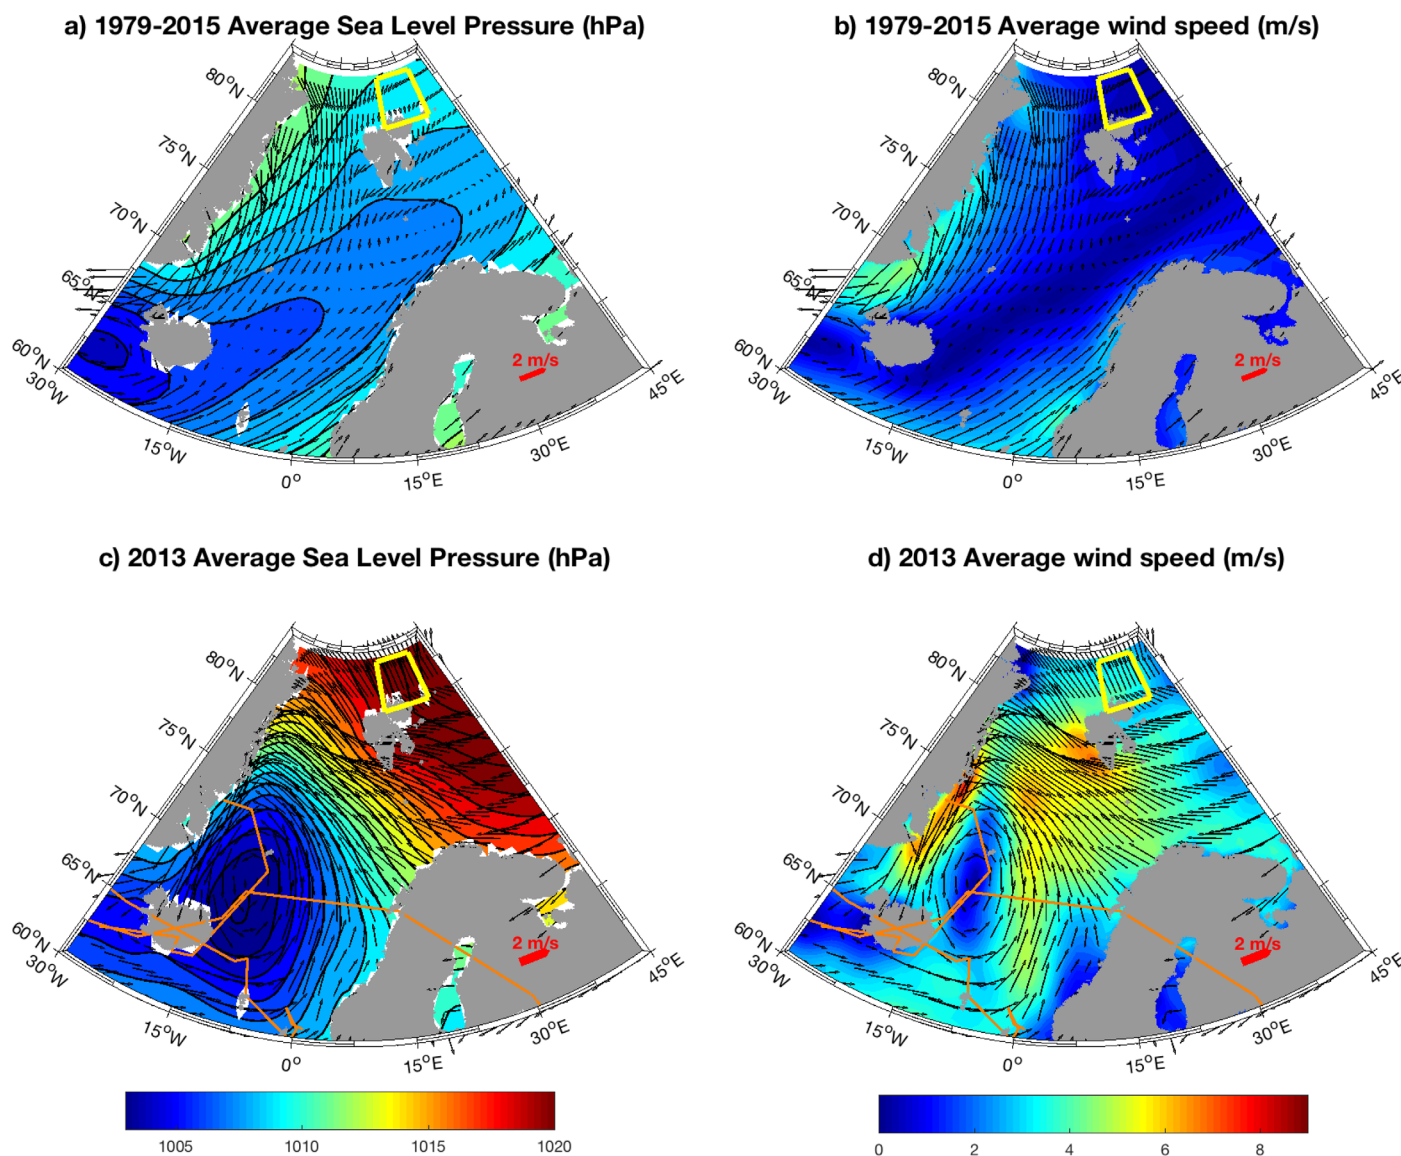 a) 1979-2015 Average Sea Level Pressure (hPa)
b) 1979-2015 Average wind speed (m/s)
80°N
75°N
70°N
65°N
60°N
30°W
15°W
0°
15°E
30°E
45°E
2 m/s
80°N
75°N
70°N
65°N
60°N
30°W
15°W
0°
15°E
30°E
45°E
2 m/s
c) 2013 Average Sea Level Pressure (hPa)
d) 2013 Average wind speed (m/s)
80°N
75°N
70°N
65°N
60°N
30°W
15°W
0°
15°E
30°E
45°E
2 m/s
80°N
75°N
70°N
65°N
60°N
30°W
15°W
0°
15°E
30°E
45°E
2 m/s
1005 1010 1015 1020
0 2 4 6 8